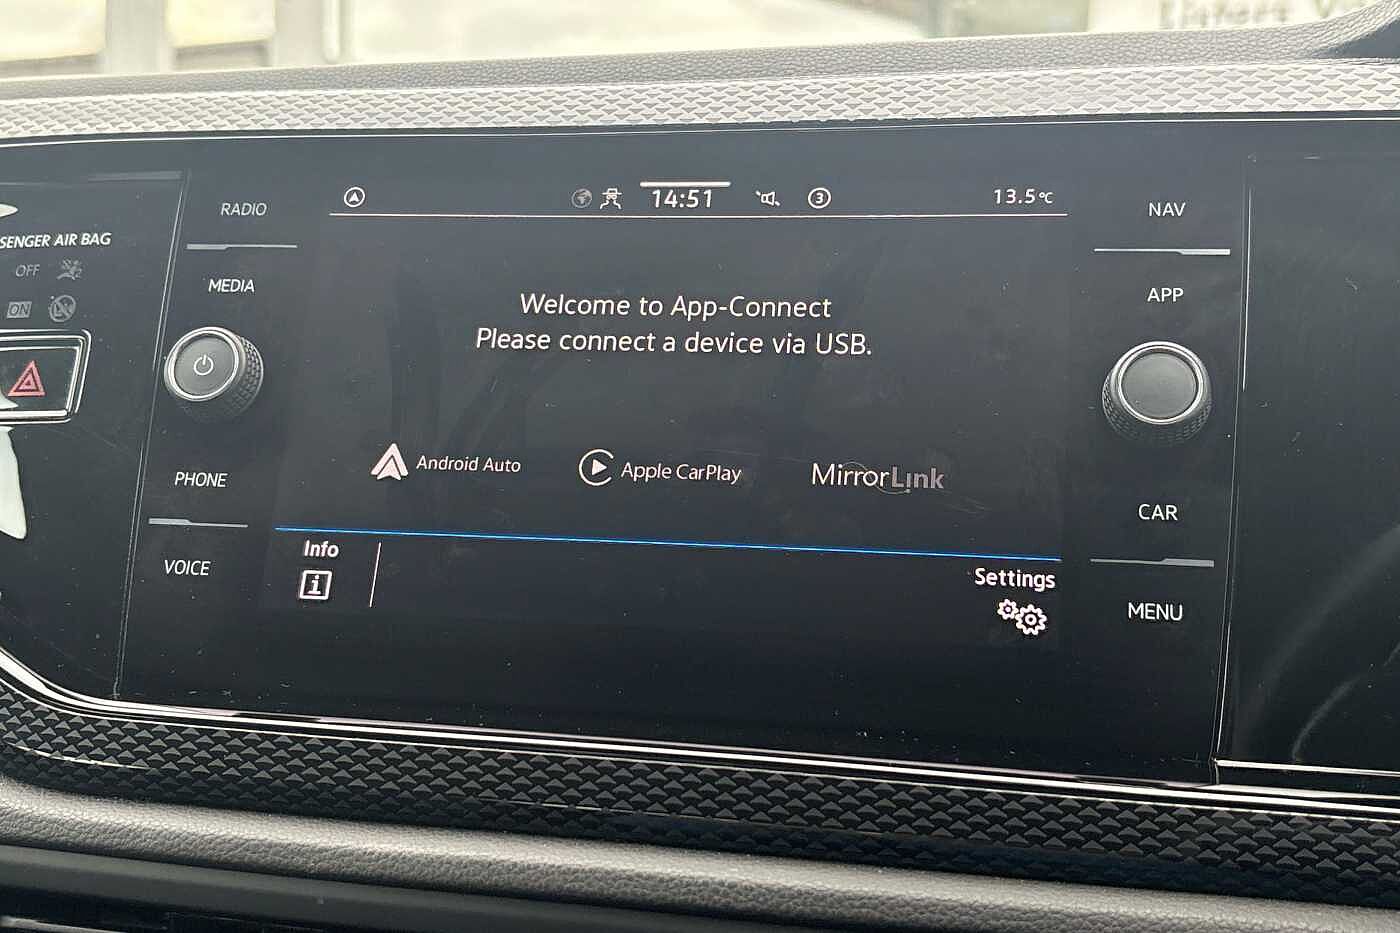 SENGER AIR BAG
OFF
ON
RADIO
MEDIA
PHONE
VOICE
14:51
3
13.5°C
Welcome to App-Connect
Please connect a device via USB.
Android Auto
Apple CarPlay
MirrorLink
Info
i
Settings
NAV
APP
CAR
MENU